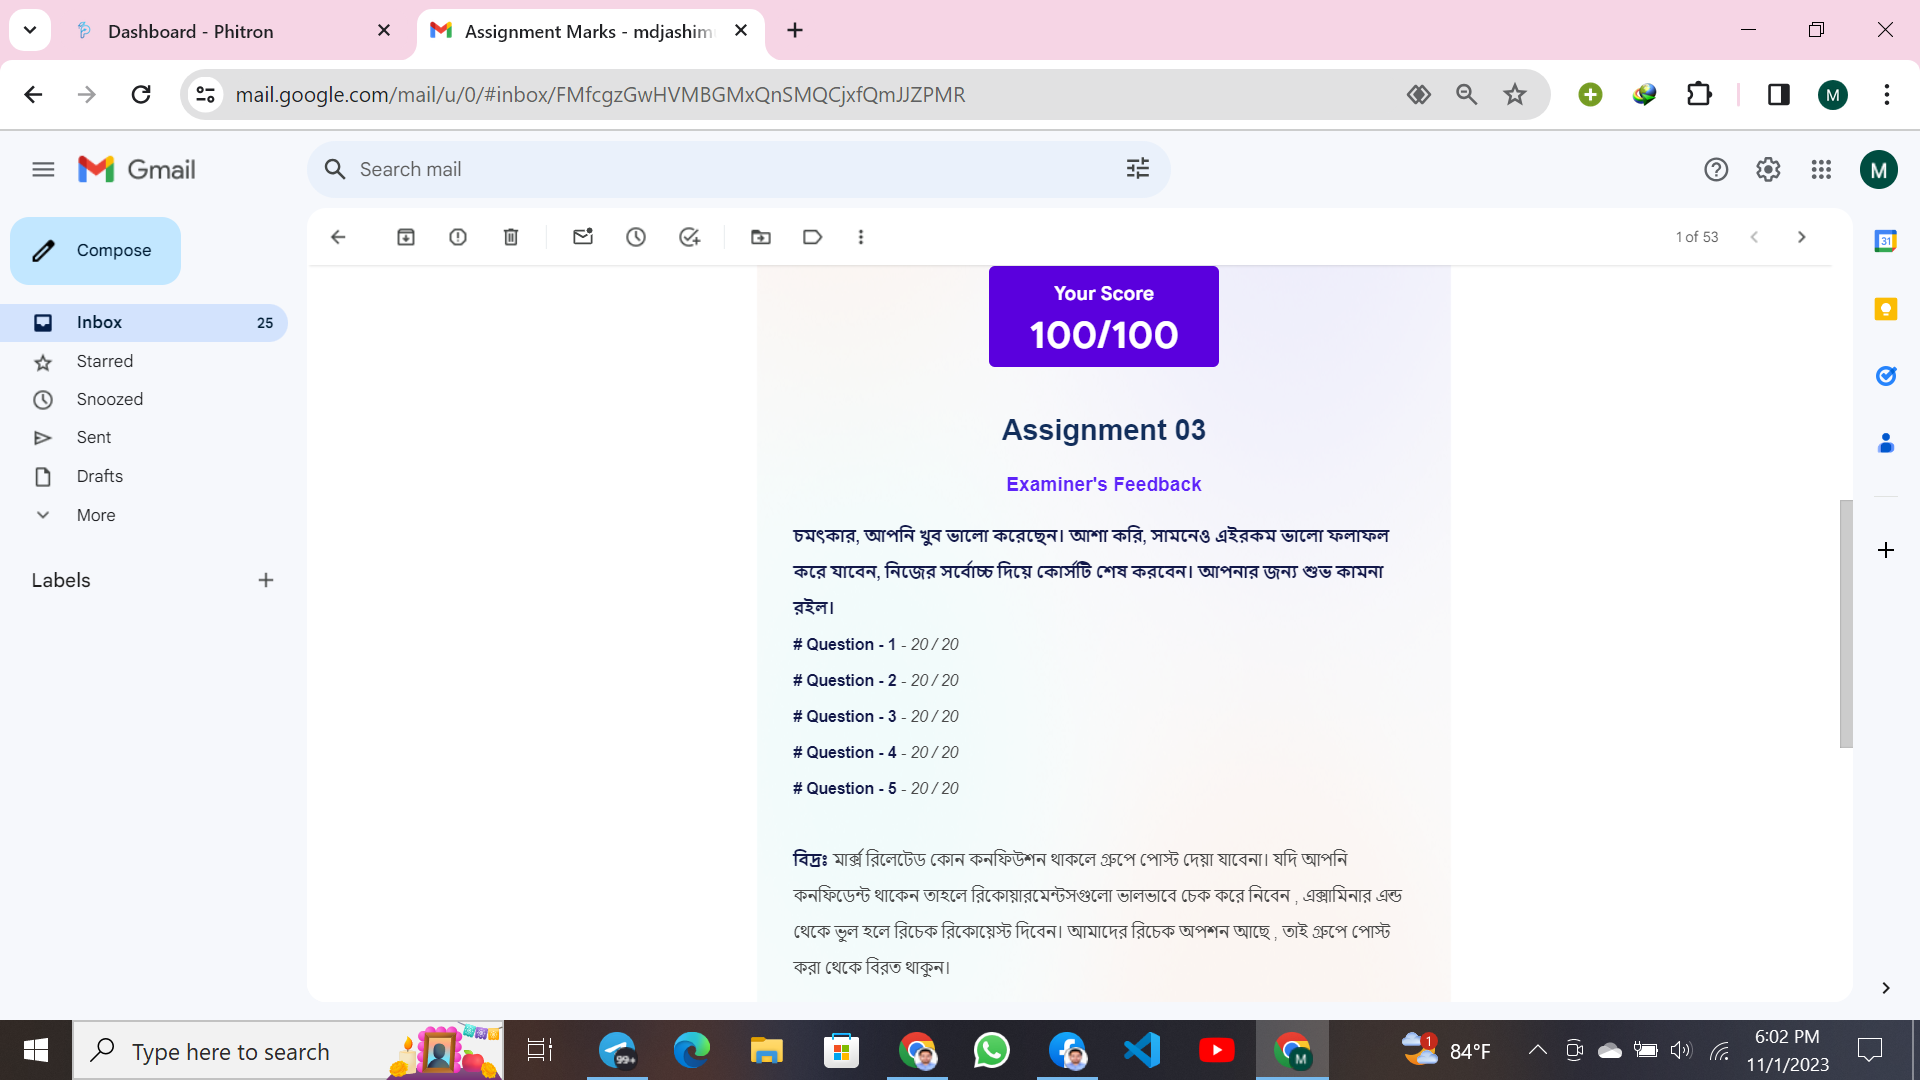 Dashboard - Phitron
Assignment Marks - mdjashim
mail.google.com/mail/u/0/#inbox/FMfcgzGwHVMBGMxQnSMQCjxfQmJJZPMR
M
Gmail
Search mail
M
Compose
1 of 53
31
Inbox 25
Starred
Snoozed
Sent
Drafts
More
Labels
Your Score
100/100
Assignment 03
Examiner's Feedback
চমৎকার, আপনি খুব ভালো করেছেন। আশা করি, সামনেও এইরকম ভালো ফলাফল
করে যাবেন, নিজের সর্বোচ্চ দিয়ে কোর্সটি শেষ করবেন। আপনার জন্য শুভ কামনা
রইল।
# Question - 1 - 20 / 20
# Question - 2 - 20 / 20
# Question - 3 - 20 / 20
# Question - 4 - 20 / 20
# Question - 5 - 20 / 20
বিদ্রঃ মার্ক্স রিলেটেড কোন কনফিউশন থাকলে গ্রুপে পোস্ট দেয়া যাবেনা। যদি আপনি
কনফিডেন্ট থাকেন তাহলে রিকোয়ারমেন্টসগুলো ভালভাবে চেক করে নিবেন , এক্সামিনার এন্ড
থেকে ভুল হলে রিচেক রিকোয়েস্ট দিবেন। আমাদের রিচেক অপশন আছে , তাই গ্রুপে পোস্ট
করা থেকে বিরত থাকুন।
Type here to search
99+
M
1
84°F
6:02 PM
11/1/2023